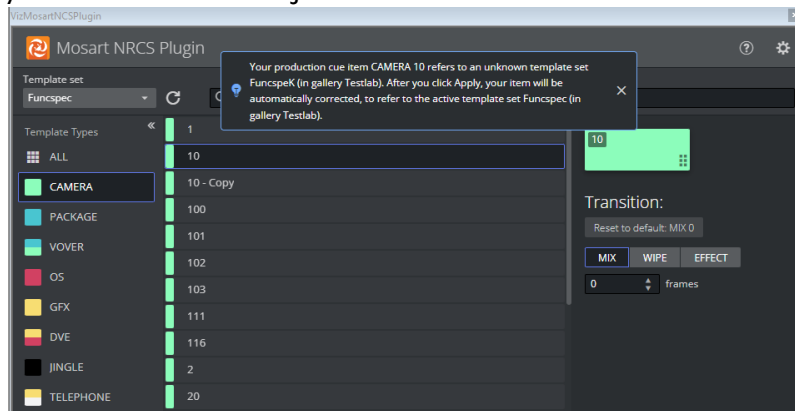 VizMosartNCSPlugin
Mosart NRCS Plugin
Your production cue item CAMERA 10 refers to an unknown template set
FuncspeK (in gallery Testlab). After you click Apply, your item will be
automatically corrected, to refer to the active template set Funcspec (in
gallery Testlab).
Template set
Funcspec
Template Types
ALL
CAMERA
PACKAGE
VOVER
OS
GFX
DVE
JINGLE
TELEPHONE
1
10
10 - Copy
100
101
102
103
111
116
2
20
10
Transition:
Reset to default: MIX 0
MIX WIPE EFFECT
0 frames